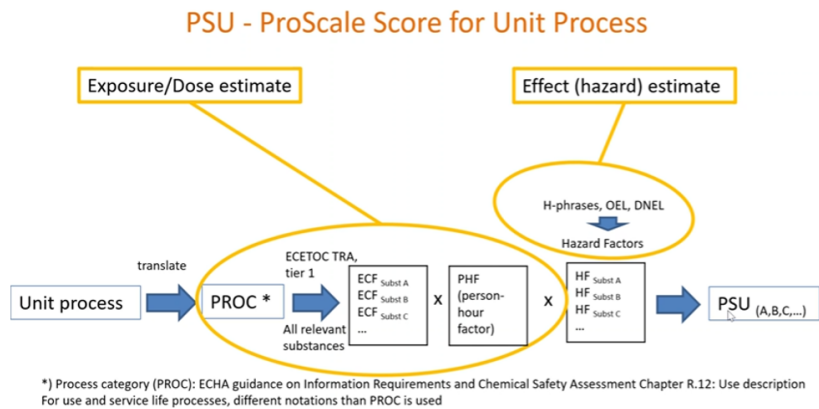 PSU - ProScale Score for Unit Process
Exposure/Dose estimate
Effect (hazard) estimate
H-phrases, OEL, DNEL
Hazard Factors
translate
ECETOC TRA,
tier 1
Unit process
PROC *
All relevant
substances
ECF Subst A
ECF Subst B
ECF Subst C
...
x
PHF
(person-
hour
factor)
x
HF Subst A
HF Subst B
HF Subst C
...
PSU (A,B,C,...)
*) Process category (PROC): ECHA guidance on Information Requirements and Chemical Safety Assessment Chapter R.12: Use description
For use and service life processes, different notations than PROC is used